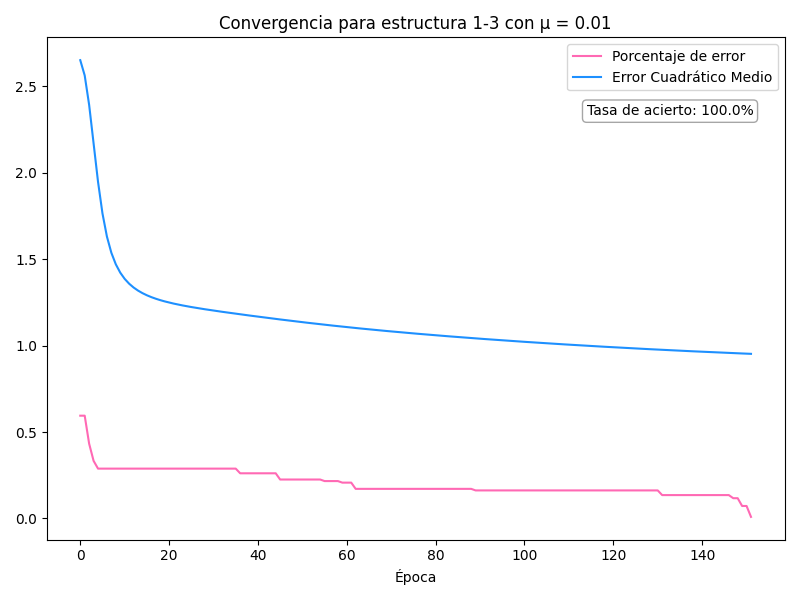 Convergencia para estructura 1-3 con μ = 0.01
Porcentaje de error
Error Cuadrático Medio
Tasa de acierto: 100.0%
2.5
2.0
1.5
1.0
0.5
0.0
0 20 40 60 80 100 120 140
Época